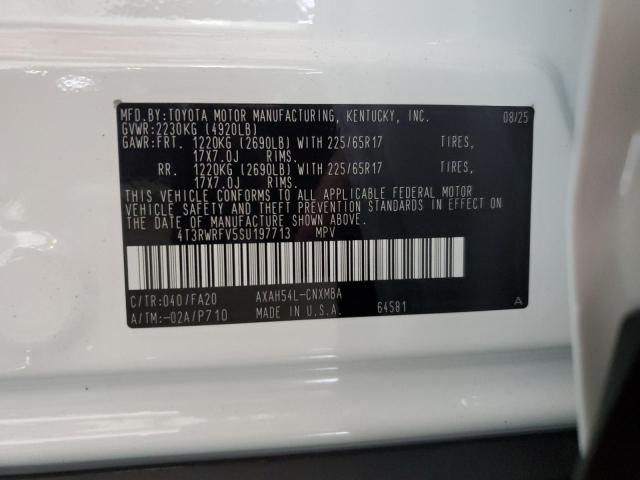 MFD.BY:TOYOTA MOTOR MANUFACTURING, KENTUCKY, INC. 08/25
GVWR:2230KG (4920LB)
GAWR:FRT. 1220KG (2690LB) WITH 225/65R17 TIRES,
17X7.0J RIMS.
RR. 1220KG (2690LB) WITH 225/65R17 TIRES,
17X7.0J RIMS.
THIS VEHICLE CONFORMS TO ALL APPLICABLE FEDERAL MOTOR
VEHICLE SAFETY AND THEFT PREVENTION STANDARDS IN EFFECT ON
THE DATE OF MANUFACTURE SHOWN ABOVE.
4T3RWRFV5SU197713 MPV
C/TR:040/FA20 AXAH54L-CNXMBA
A/TM:-02A/P710 MADE IN U.S.A. 64581 A